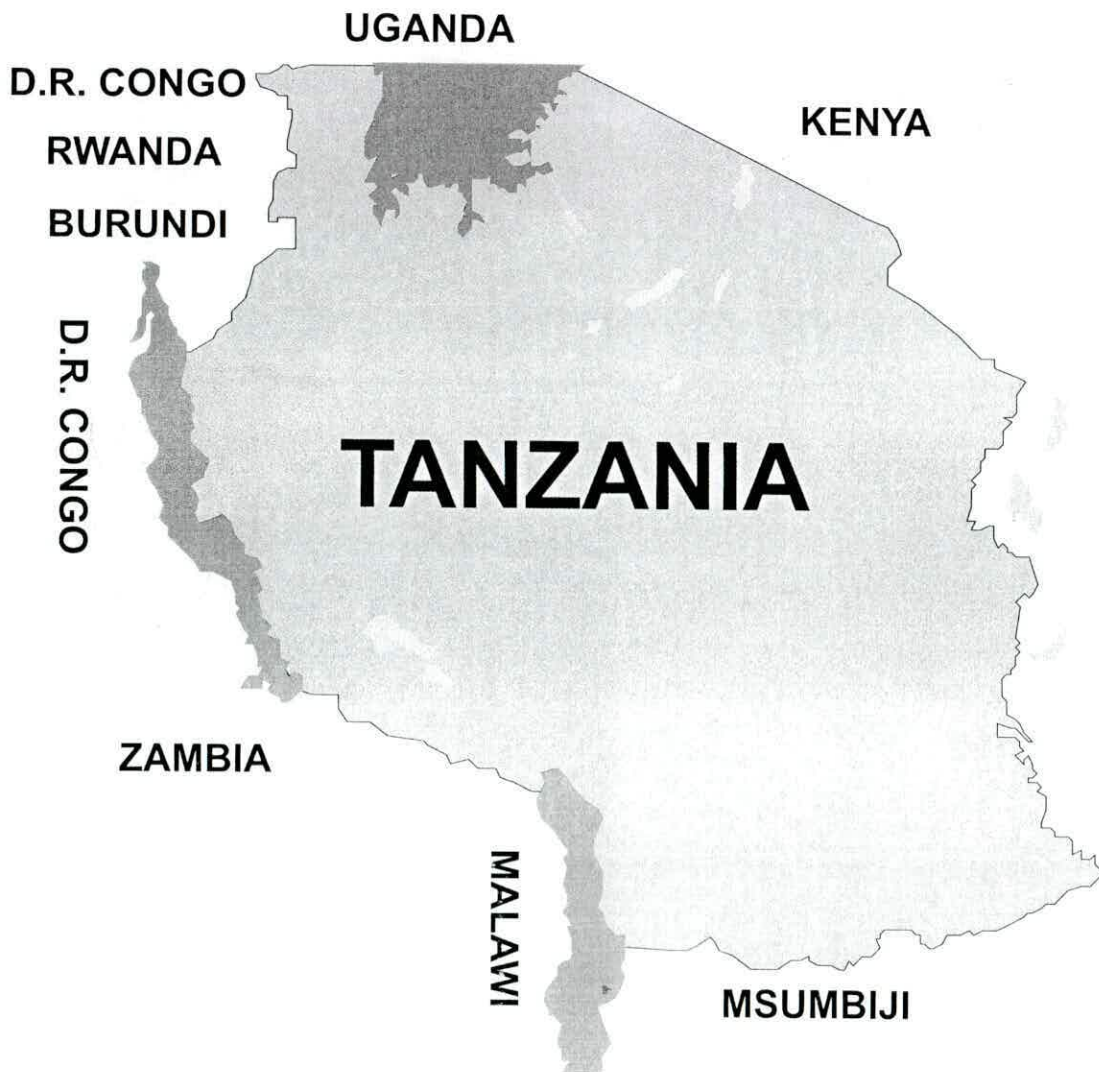 UGANDA
D.R. CONGO
KENYA
RWANDA
BURUNDI
D.R. CONGO
TANZANIA
ZAMBIA
MALAWI
MSUMBIJI